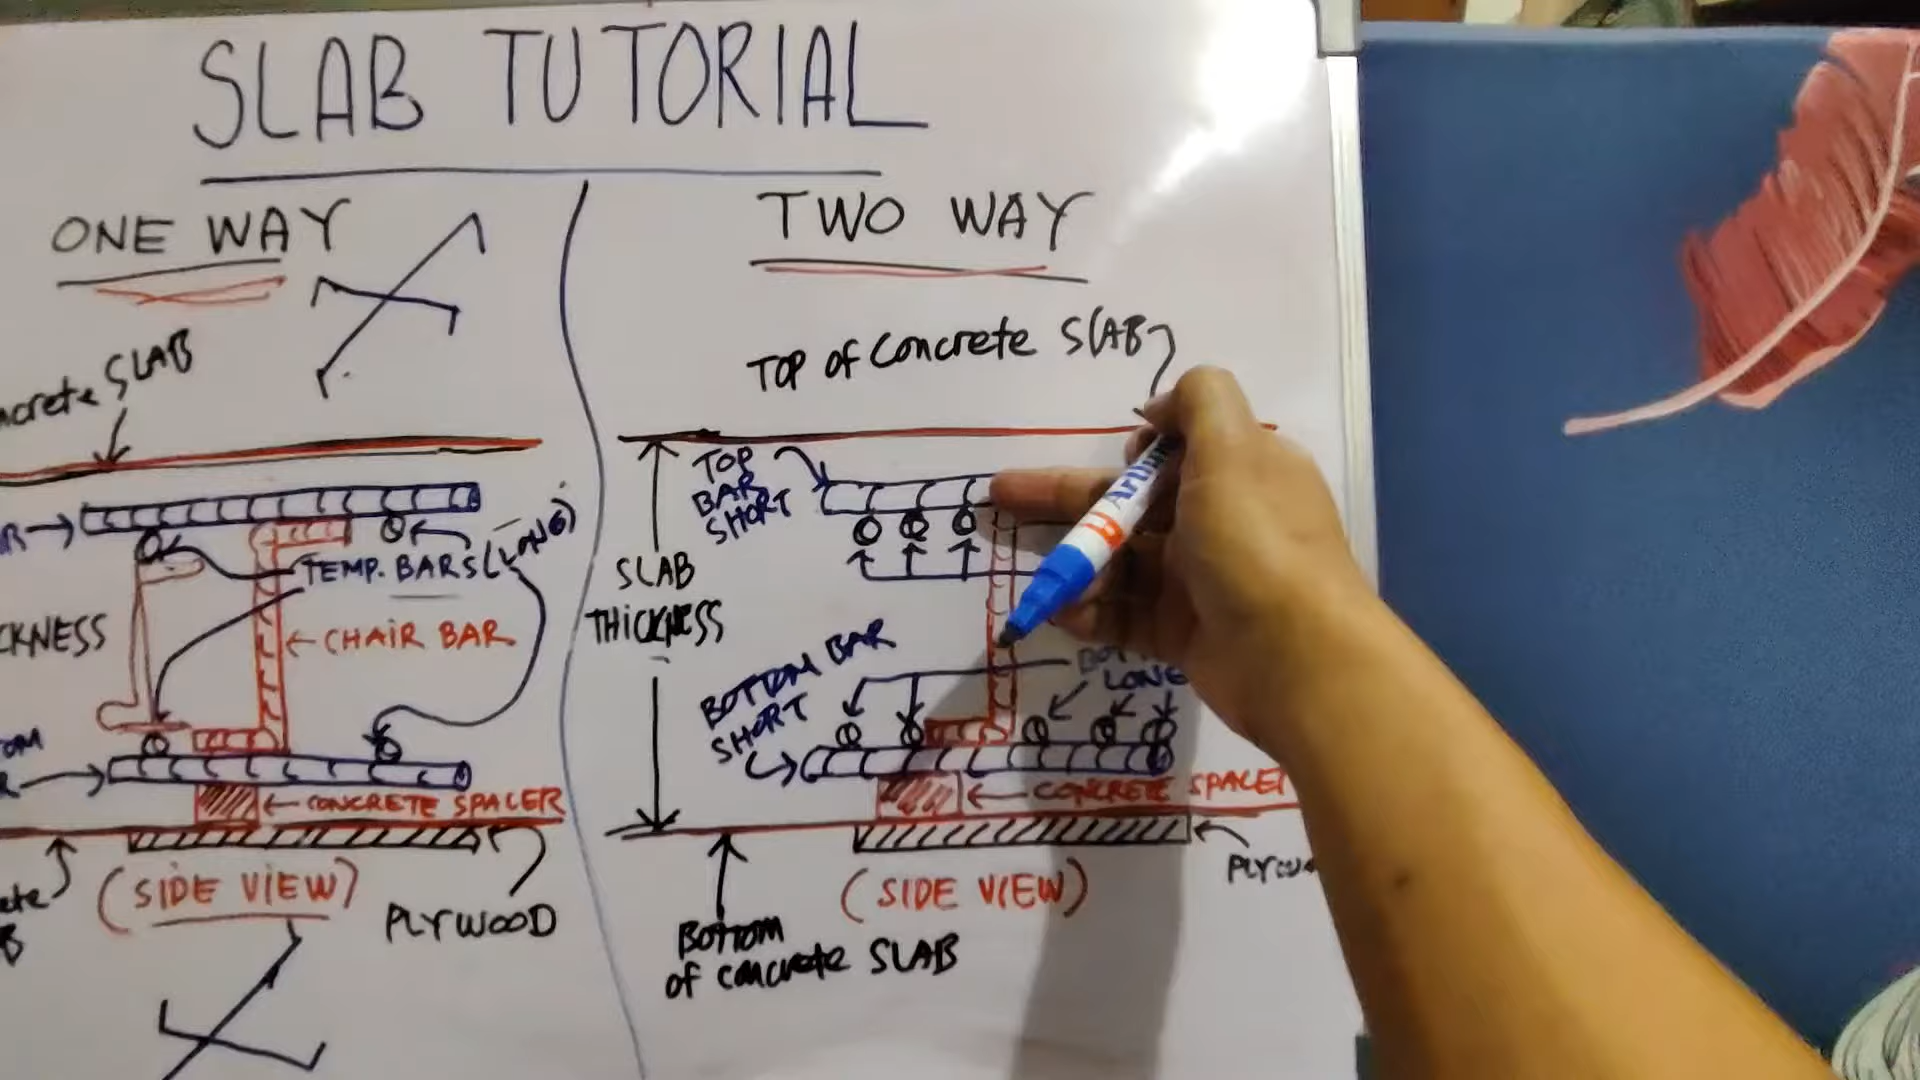 SLAB TUTORIAL
ONE WAY
TWO WAY
SLAB
TOP OF Concrete SLAB
TOP
BAR
SHORT
TEMP. BARS (LONG)
SLAB
THICKNESS
CHAIR BAR
BOTTOM BAR
SHORT
LONG
CONCRETE SPACER
CONCRETE SPACER
(SIDE VIEW)
PLYWOOD
(SIDE VIEW)
BOTTOM
OF concrete SLAB